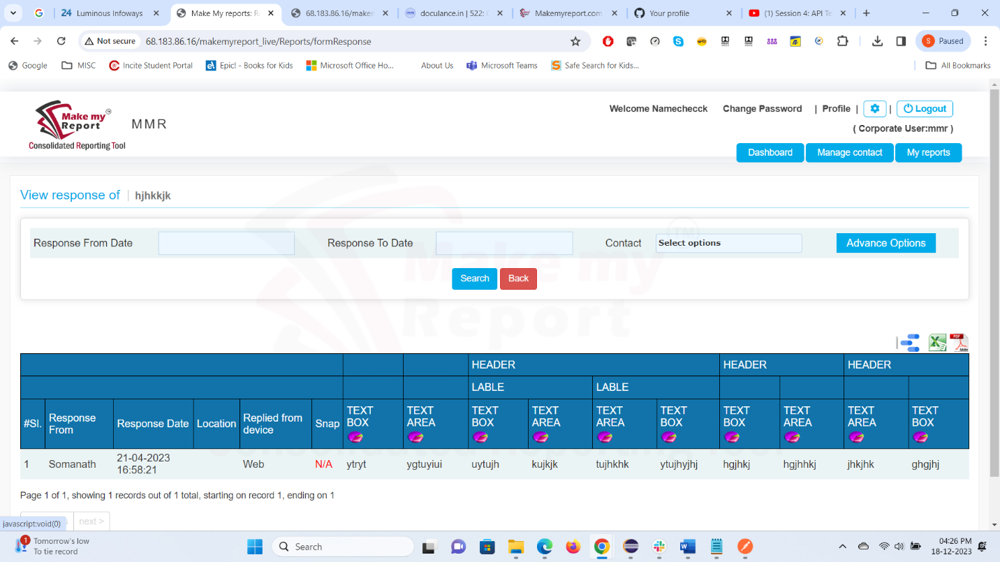 24 Luminous Infoways
Make My reports: R
68.183.86.16/maken
doculance.in | 522: C
Makemyreport.com
Your profile
(1) Session 4: API Te
Not secure
68.183.86.16/makemyreport_live/Reports/formResponse
S Paused
Google
MISC
Incite Student Portal
Epic! - Books for Kids
Microsoft Office Ho...
About Us
Microsoft Teams
Safe Search for Kids...
All Bookmarks
Make my TM
Report
Consolidated Reporting Tool
MMR
Welcome Namechecck Change Password | Profile | | Logout
( Corporate User:mmr )
Dashboard Manage contact My reports
View response of | hjhkkjk
Response From Date Response To Date Contact Select options Advance Options
Search Back
TM
Make my
Report
HEADER HEADER HEADER
LABLE LABLE
#Sl. Response From Response Date Location Replied from device Snap TEXT BOX TEXT AREA TEXT BOX TEXT AREA TEXT AREA TEXT BOX TEXT BOX TEXT AREA TEXT AREA TEXT BOX
1 Somanath 21-04-2023 16:58:21 Web N/A ytryt ygtuyiui uytujh kujkjk tujhkhk ytujhyjhj hgjhkj hgjhhkj jhkjhk ghgjhj
Page 1 of 1, showing 1 records out of 1 total, starting on record 1, ending on 1
next >
javascript:void(0)
1
Tomorrow's low
To tie record
Search
04:26 PM
18-12-2023